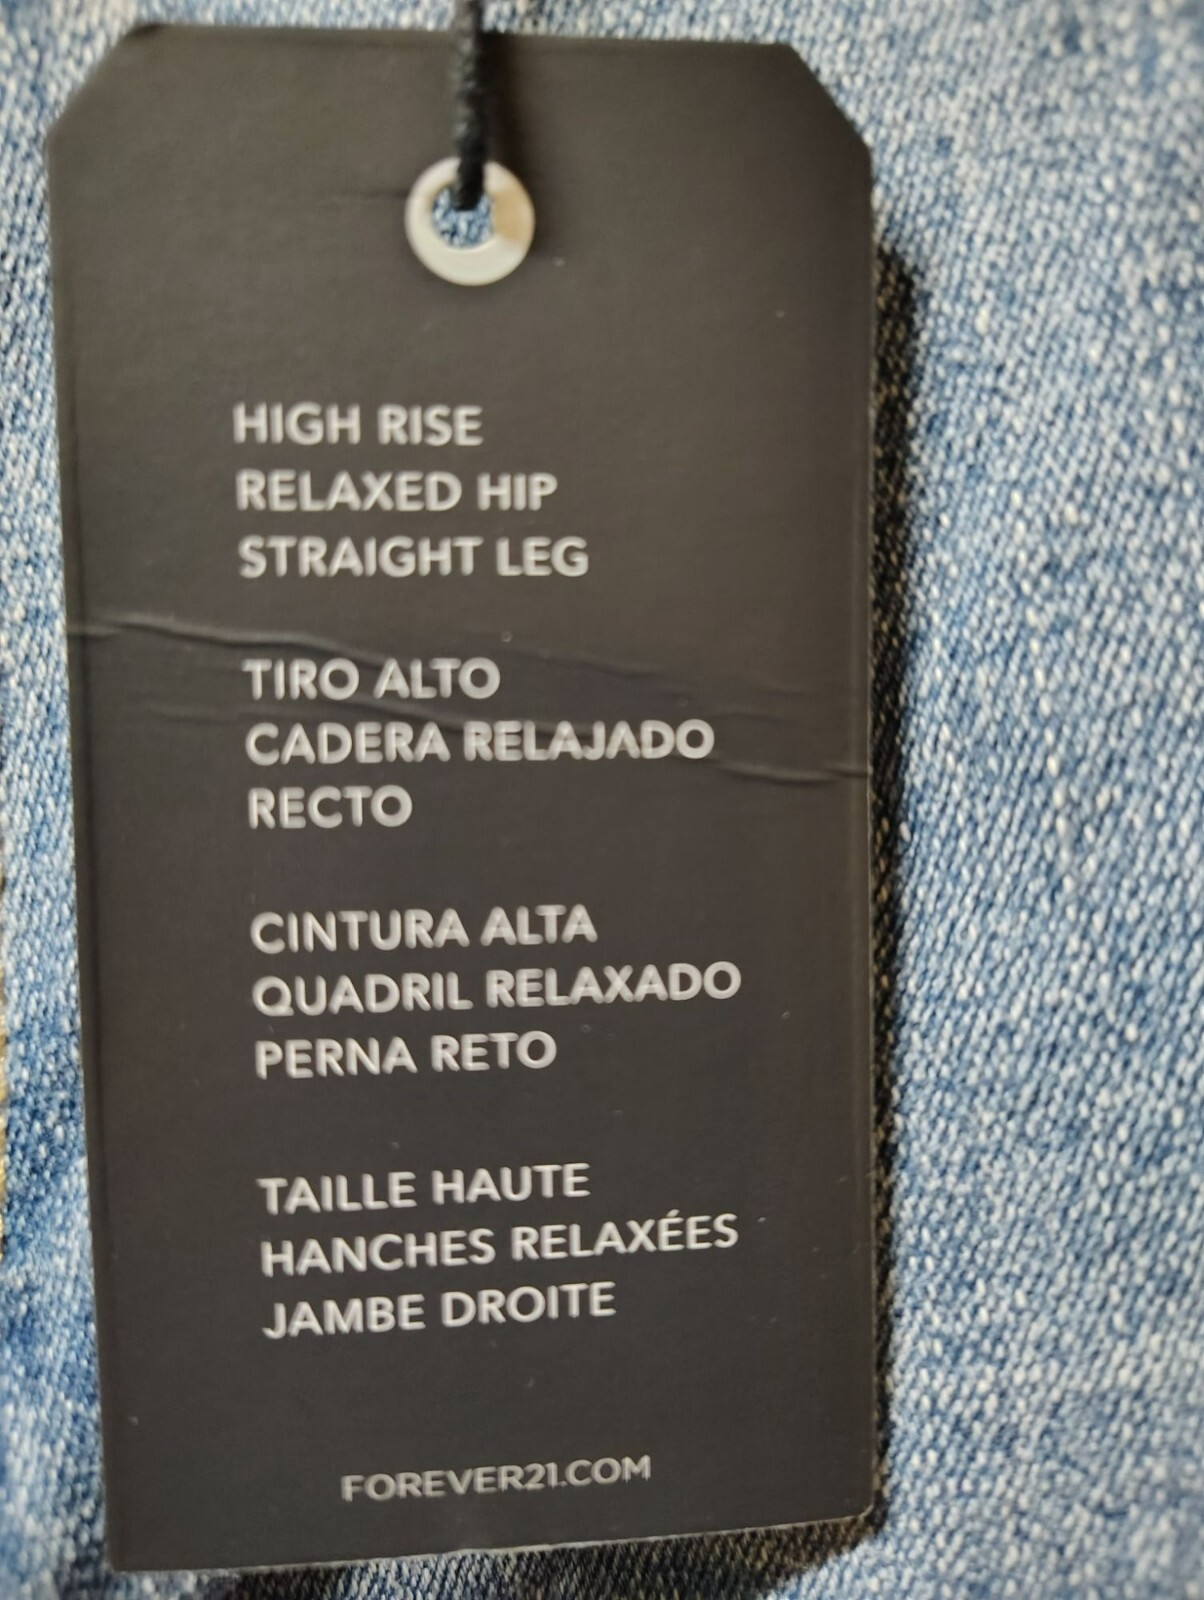 HIGH RISE
RELAXED HIP
STRAIGHT LEG
TIRO ALTO
CADERA RELAJADO
RECTO
CINTURA ALTA
QUADRIL RELAXADO
PERNA RETO
TAILLE HAUTE
HANCHES RELAXÉES
JAMBE DROITE
FOREVER21.COM